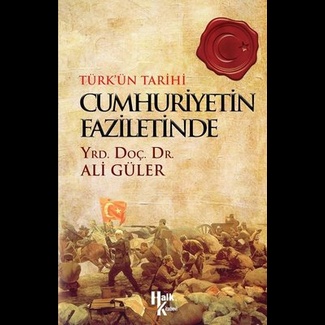 TÜRK'ÜN TARİHİ
CUMHURİYETİN
FAZİLETİNDE
YRD. DOÇ. DR.
ALİ GÜLER
Halk
Kitabevi